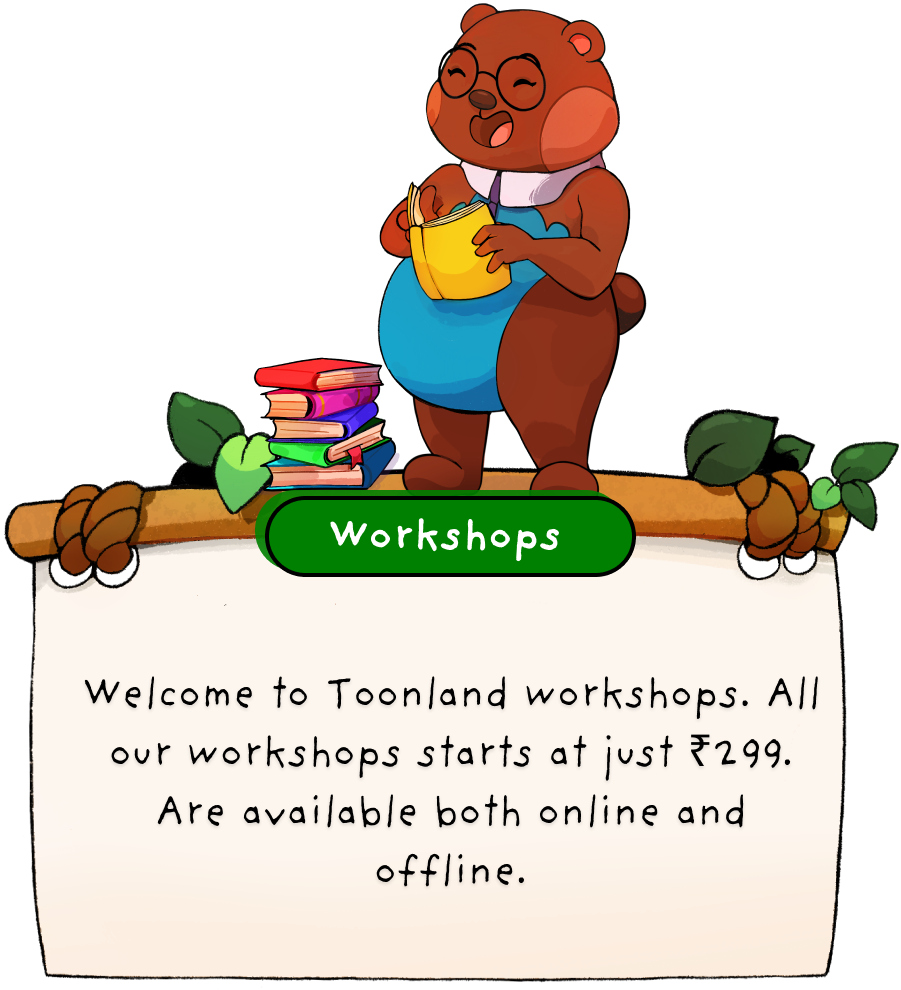 Workshops
Welcome to Toonland workshops. All
our workshops starts at just ₹299.
Are available both online and
offline.